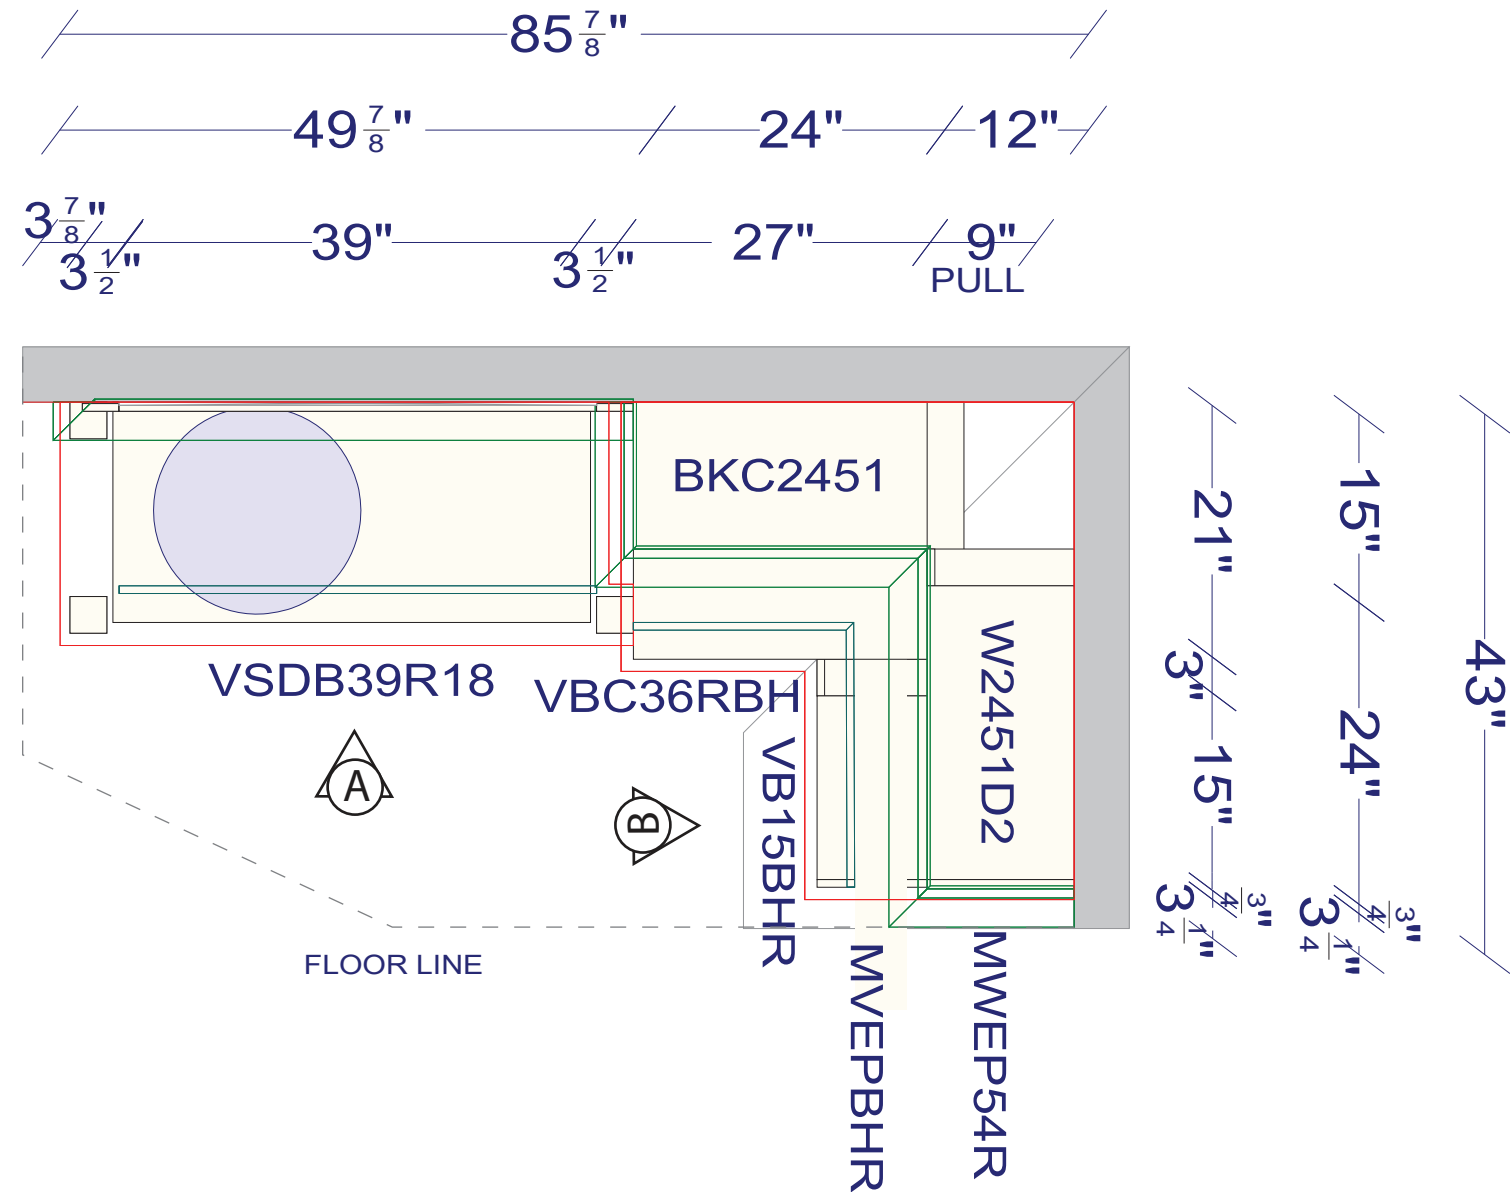 85 7/8"
49 7/8" 24" 12"
3 7/8" 39" 27" 9"
3 1/2" 3 1/2" PULL
BKC2451
21"
15"
VSDB39R18
VBC36RBH
W2451D2
3"
43"
A
B
VB15BHR
15"
24"
3/4"
3 1/4"
3/4"
3 1/4"
FLOOR LINE
MVEPBHR
MWEP54R